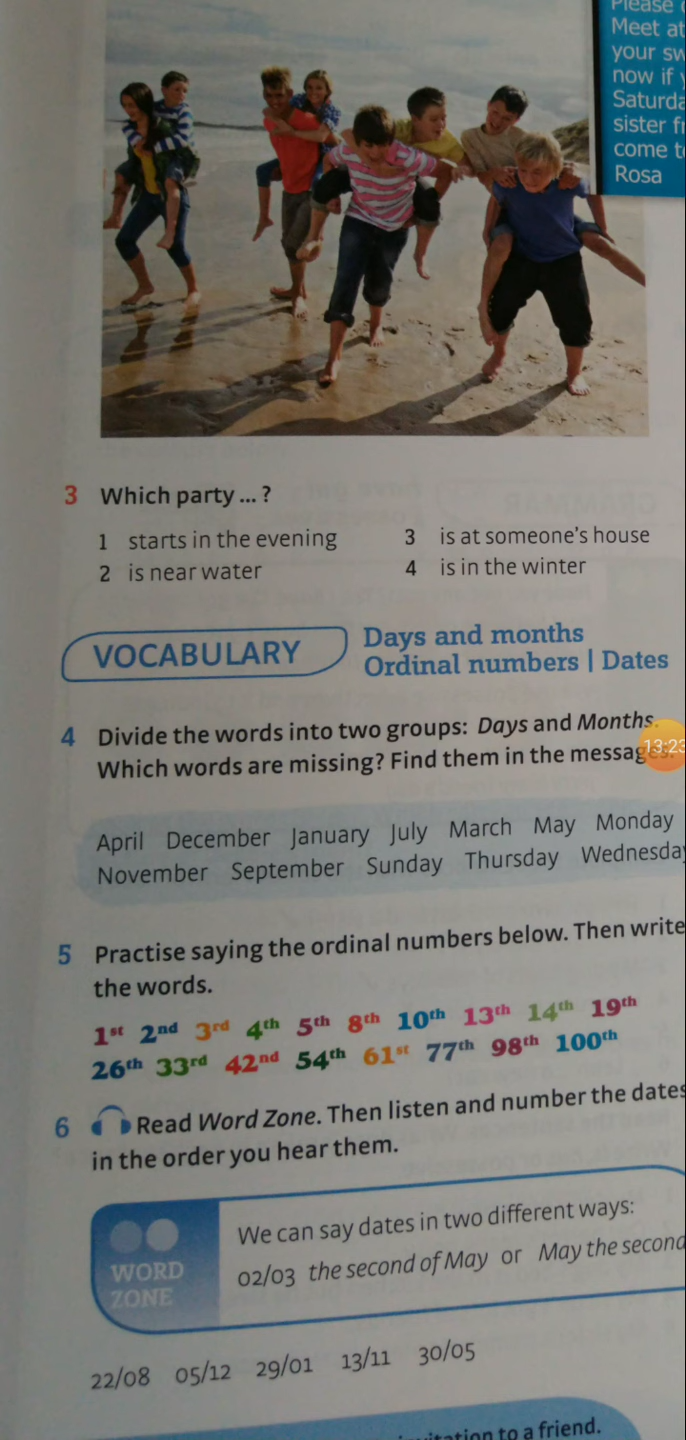 Please
Meet at
your sw
now if y
Saturda
sister fr
come to
Rosa
3 Which party ... ?
1 starts in the evening
2 is near water
3 is at someone's house
4 is in the winter
VOCABULARY
Days and months
Ordinal numbers | Dates
4 Divide the words into two groups: Days and Months.
Which words are missing? Find them in the messages.
13:23
April December January July March May Monday
November September Sunday Thursday Wednesday
5 Practise saying the ordinal numbers below. Then write
the words.
1st 2nd 3rd 4th 5th 8th 10th 13th 14th 19th
26th 33rd 42nd 54th 61st 77th 98th 100th
6 Read Word Zone. Then listen and number the dates
in the order you hear them.
WORD
ZONE
We can say dates in two different ways:
02/03 the second of May or May the second
22/08 05/12 29/01 13/11 30/05
invitation to a friend.